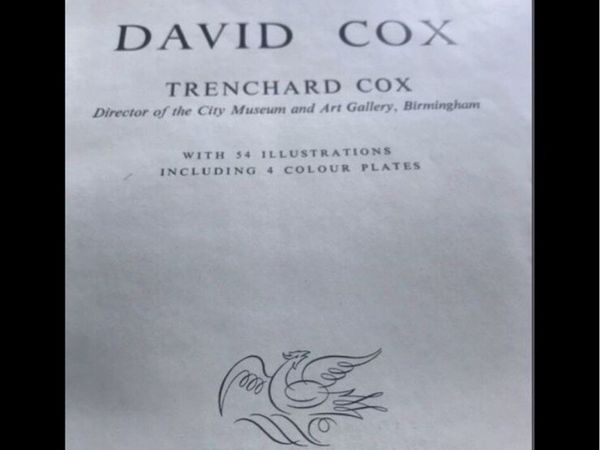 DAVID COX
TRENCHARD COX
Director of the City Museum and Art Gallery, Birmingham
WITH 54 ILLUSTRATIONS
INCLUDING 4 COLOUR PLATES